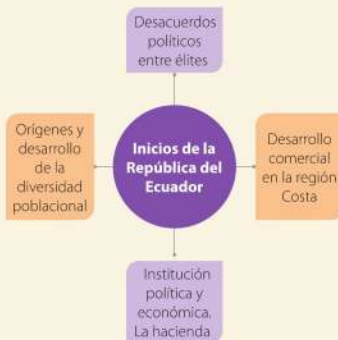 Desacuerdos
políticos
entre élites
Orígenes y
desarrollo
de la
diversidad
poblacional
Inicios de la
República del
Ecuador
Desarrollo
comercial
en la región
Costa
Institución
política y
económica.
La hacienda